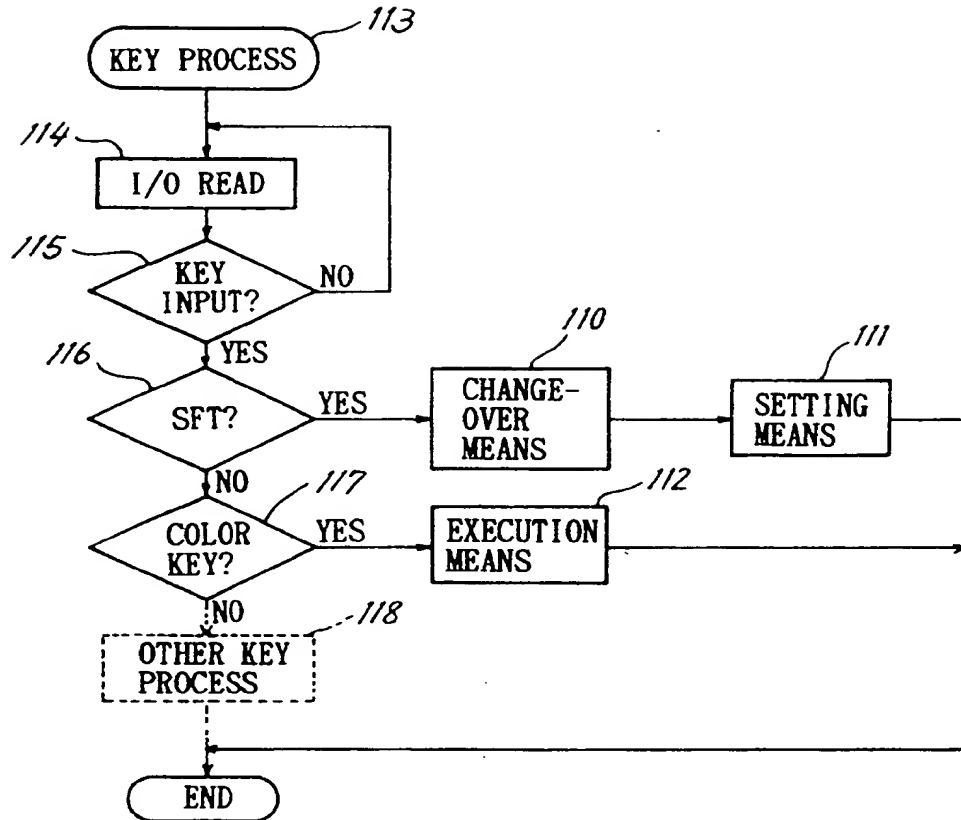 113
KEY PROCESS
114
I/O READ
115
KEY
INPUT?
NO
YES
116
SFT?
YES
110
CHANGE-
OVER
MEANS
111
SETTING
MEANS
NO
117
COLOR
KEY?
YES
112
EXECUTION
MEANS
NO
118
OTHER KEY
PROCESS
END